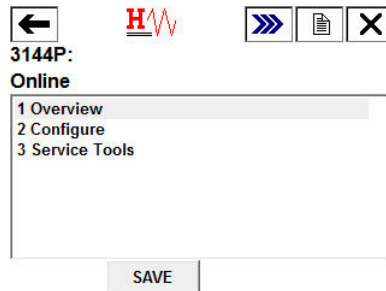 H
3144P:
Online
1 Overview
2 Configure
3 Service Tools
SAVE